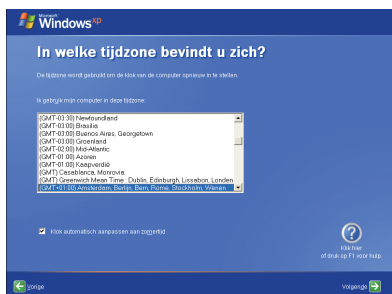 Microsoft
Windows xp
In welke tijdzone bevindt u zich?
De tijdzone wordt gebruikt om de klok van de computer opnieuw in te stellen.
Ik gebruik mijn computer in deze tijdzone:
(GMT-03:30) Newfoundland
(GMT-03:00) Brasilia
(GMT-03:00) Buenos Aires, Georgetown
(GMT-03:00) Groenland
(GMT-02:00) Mid-Atlantic
(GMT-01:00) Azoren
(GMT-01:00) Kaapverdië
(GMT) Casablanca, Monrovia
(GMT) Greenwich Mean Time : Dublin, Edinburgh, Lissabon, Londen
(GMT+01:00) Amsterdam, Berlijn, Bern, Rome, Stockholm, Wenen
Klok automatisch aanpassen aan zomertijd
Klik hier
of druk op F1 voor hulp.
Vorige
Volgende